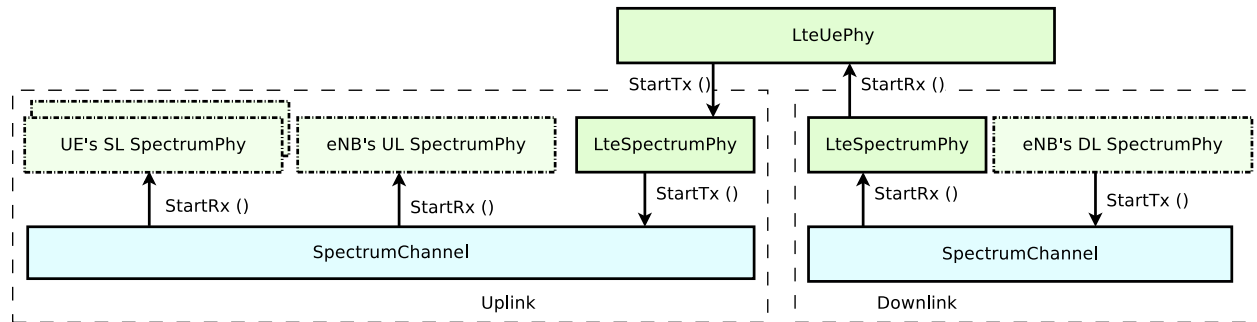 LteUePhy
StartTx ()
StartRx ()
UE's SL SpectrumPhy
eNB's UL SpectrumPhy
LteSpectrumPhy
LteSpectrumPhy
eNB's DL SpectrumPhy
StartRx ()
StartRx ()
StartTx ()
StartRx ()
StartTx ()
SpectrumChannel
SpectrumChannel
Uplink
Downlink